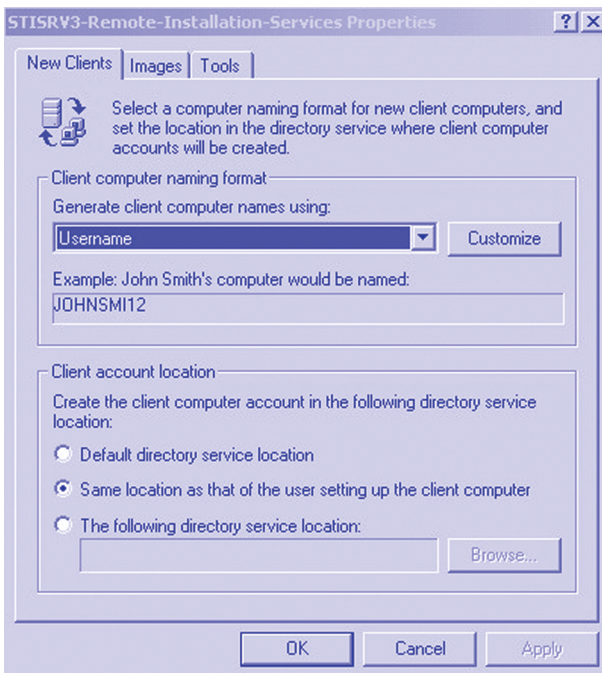 STISRV3-Remote-Installation-Services Properties
New Clients
Images
Tools
Select a computer naming format for new client computers, and
set the location in the directory service where client computer
accounts will be created.
Client computer naming format
Generate client computer names using:
Username
Customize
Example: John Smith's computer would be named:
JOHNSMI12
Client account location
Create the client computer account in the following directory service
location:
Default directory service location
Same location as that of the user setting up the client computer
The following directory service location:
Browse...
OK
Cancel
Apply